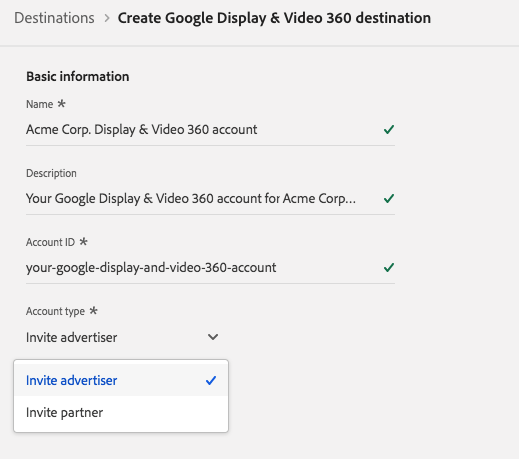 Destinations > Create Google Display & Video 360 destination
Basic information
Name *
Acme Corp. Display & Video 360 account
Description
Your Google Display & Video 360 account for Acme Corp...
Account ID *
your-google-display-and-video-360-account
Account type *
Invite advertiser
Invite advertiser
Invite partner